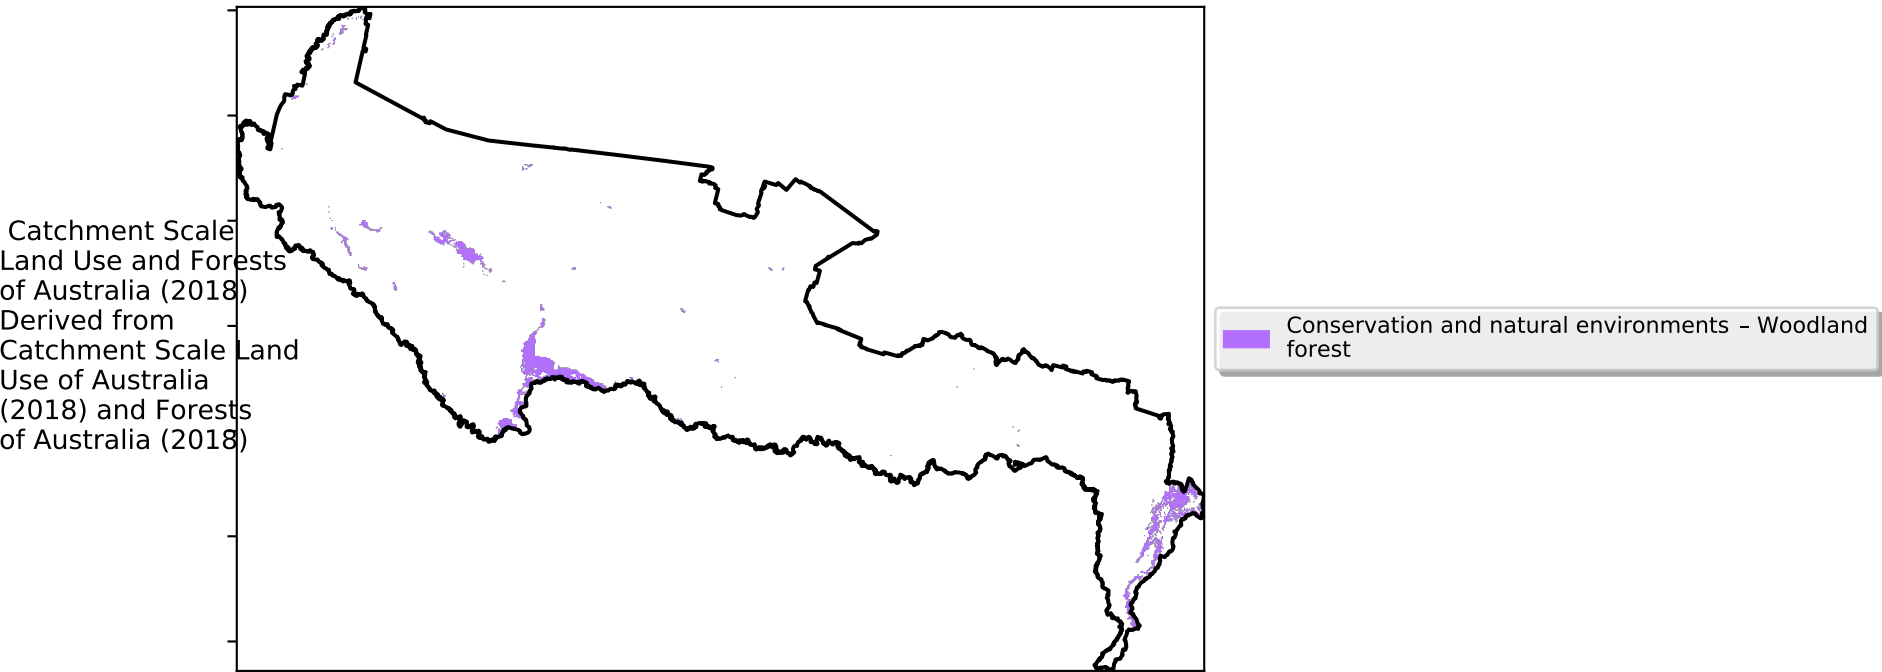 Catchment Scale
Land Use and Forests
of Australia (2018)
Derived from
Catchment Scale Land
Use of Australia
(2018) and Forests
of Australia (2018)
Conservation and natural environments – Woodland
forest